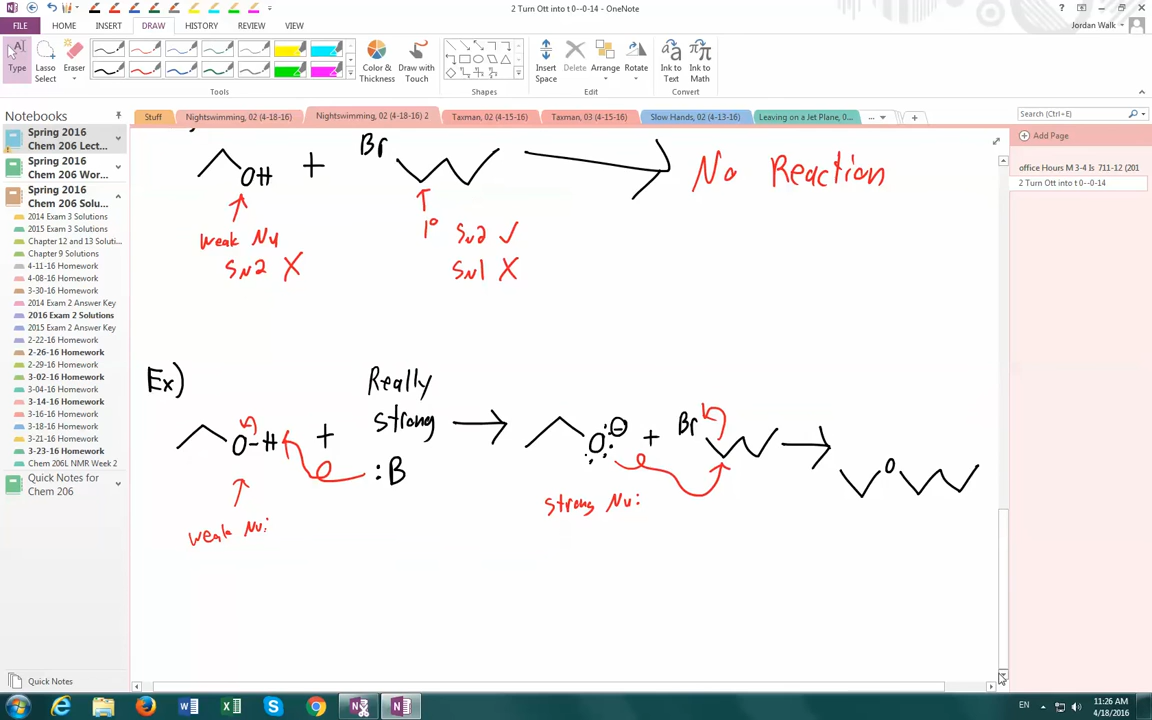 2 Turn Ott into t 0--0-14 - OneNote
Jordan Walk
FILE HOME INSERT DRAW HISTORY REVIEW VIEW
Type
Lasso Select
Eraser
Color & Thickness
Draw with Touch
Insert Space
Delete
Arrange
Rotate
Ink to Text
Ink to Math
Tools Shapes Edit Convert
Notebooks
Stuff Nightswimming, 02 (4-18-16) Nightswimming, 02 (4-18-16) 2 Taxman, 02 (4-15-16) Taxman, 03 (4-15-16) Slow Hands, 02 (4-13-16) Leaving on a Jet Plane, 0...
Search (Ctrl+E)
Add Page
office Hours M 3-4 Is 711-12 (201
2 Turn Ott into t 0--0-14
Spring 2016
Chem 206 Lect...
Spring 2016
Chem 206 Wor...
Spring 2016
Chem 206 Solu...
2014 Exam 3 Solutions
2015 Exam 3 Solutions
Chapter 12 and 13 Soluti...
Chapter 9 Solutions
4-11-16 Homework
4-08-16 Homework
3-30-16 Homework
2014 Exam 2 Answer Key
2016 Exam 2 Solutions
2015 Exam 2 Answer Key
2-22-16 Homework
2-26-16 Homework
2-29-16 Homework
3-02-16 Homework
3-04-16 Homework
3-14-16 Homework
3-16-16 Homework
3-18-16 Homework
3-21-16 Homework
3-23-16 Homework
Chem 206L NMR Week 2
Quick Notes for
Chem 206
Quick Notes
OH + Br No Reaction
weak Nu
SN2 X
1° SN2 ✓
SN1 X
Ex)
Really
strong
:B
O-H +
O ⊖ + Br
O
weak Nu:
strong Nu:
EN
11:26 AM
4/18/2016